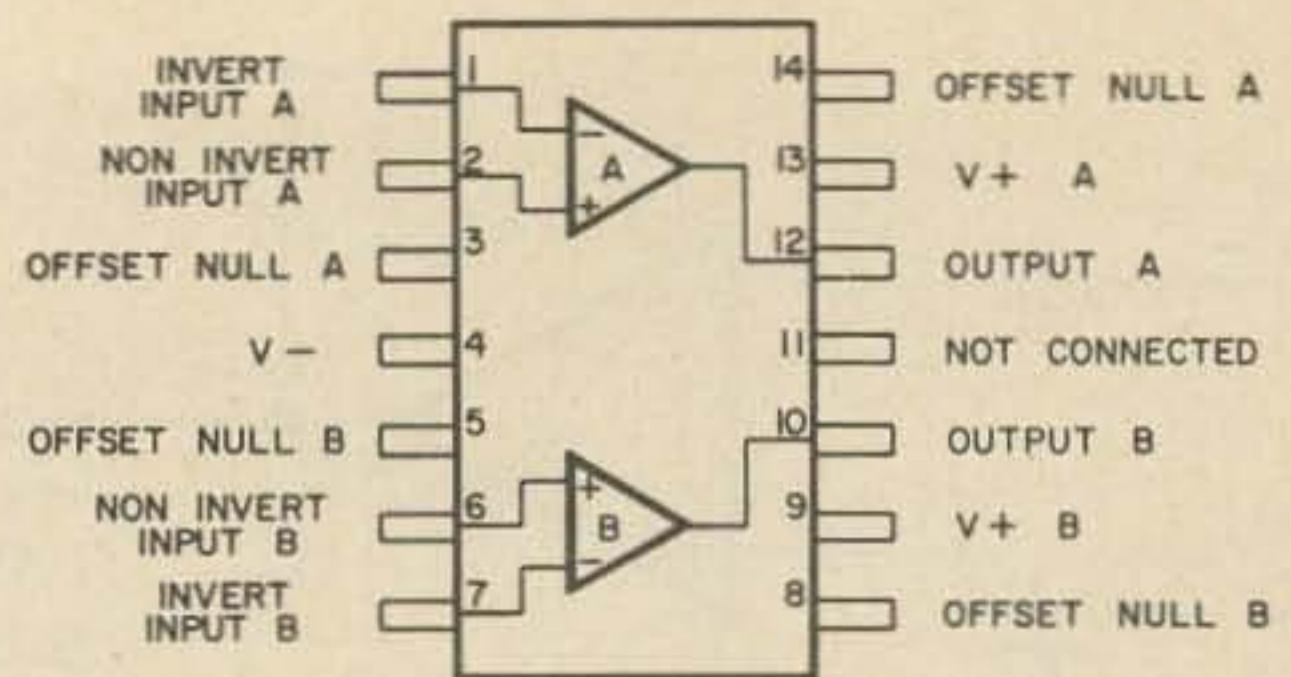 INVERT
INPUT A
NON INVERT
INPUT A
OFFSET NULL A
V -
OFFSET NULL B
NON INVERT
INPUT B
INVERT
INPUT B
1
2
3
4
5
6
7
- 
A
+
+
B
-
14
13
12
11
10
9
8
OFFSET NULL A
V+ A
OUTPUT A
NOT CONNECTED
OUTPUT B
V+ B
OFFSET NULL B